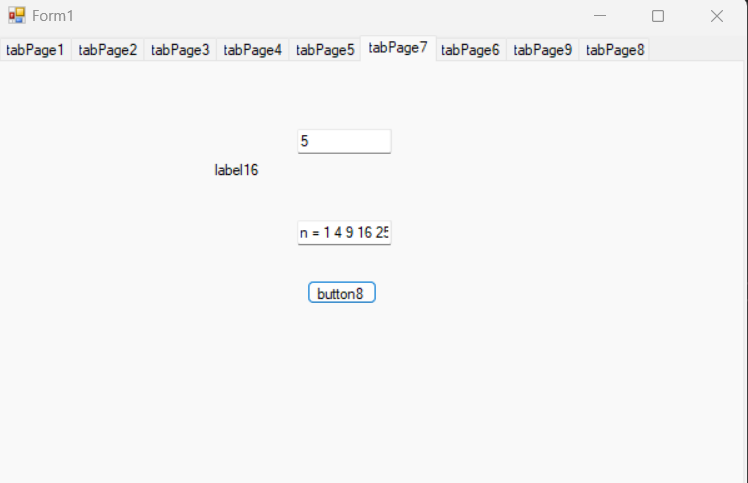 Form1
tabPage1 tabPage2 tabPage3 tabPage4 tabPage5 tabPage7 tabPage6 tabPage9 tabPage8
5
label16
n = 1 4 9 16 25
button8